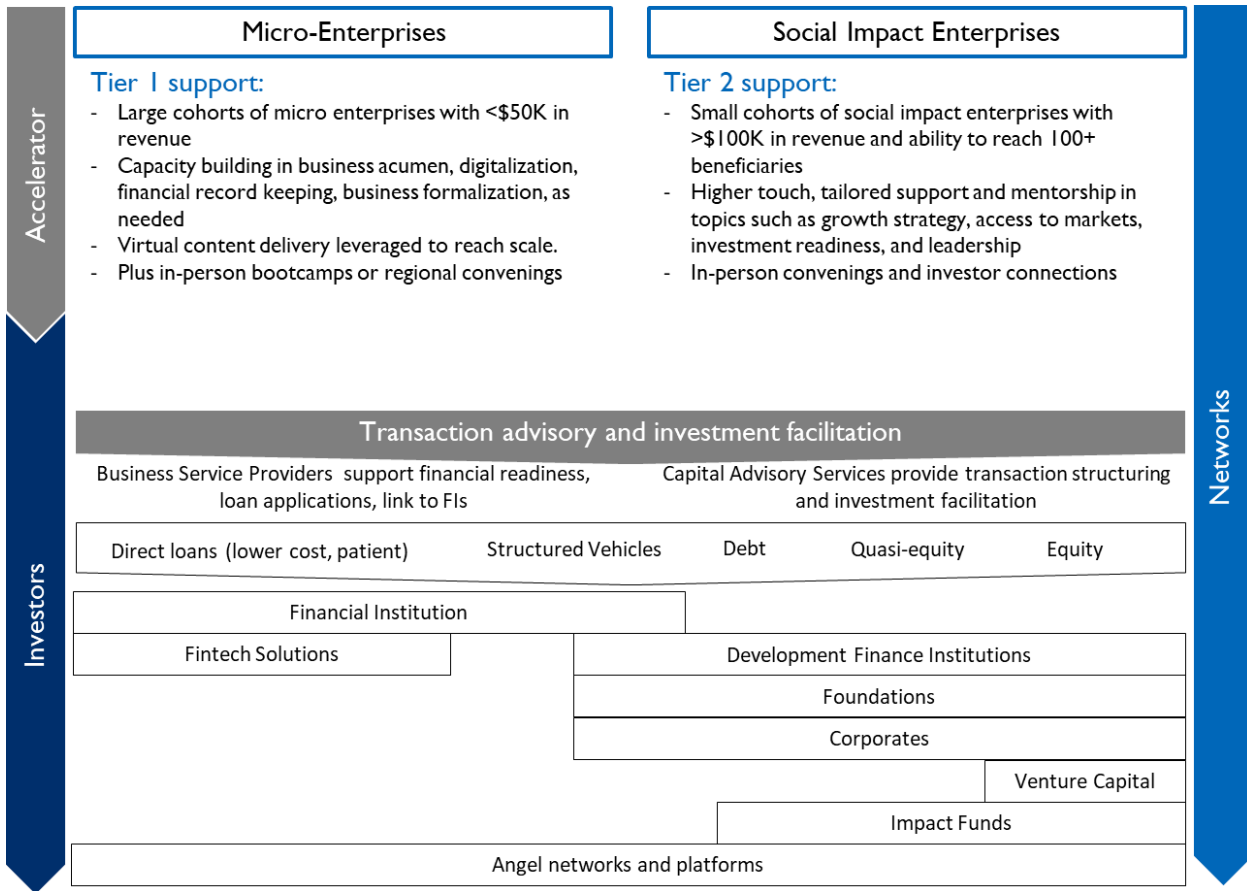 Micro-Enterprises
Social Impact Enterprises
Accelerator
Tier 1 support:
- Large cohorts of micro enterprises with <$50K in
revenue
- Capacity building in business acumen, digitalization,
financial record keeping, business formalization, as
needed
- Virtual content delivery leveraged to reach scale.
- Plus in-person bootcamps or regional convenings
Tier 2 support:
- Small cohorts of social impact enterprises with
>$100K in revenue and ability to reach 100+
beneficiaries
- Higher touch, tailored support and mentorship in
topics such as growth strategy, access to markets,
investment readiness, and leadership
- In-person convenings and investor connections
Networks
Transaction advisory and investment facilitation
Business Service Providers support financial readiness,
loan applications, link to FIs
Capital Advisory Services provide transaction structuring
and investment facilitation
Investors
Direct loans (lower cost, patient)
Structured Vehicles
Debt
Quasi-equity
Equity
Financial Institution
Fintech Solutions
Development Finance Institutions
Foundations
Corporates
Venture Capital
Impact Funds
Angel networks and platforms